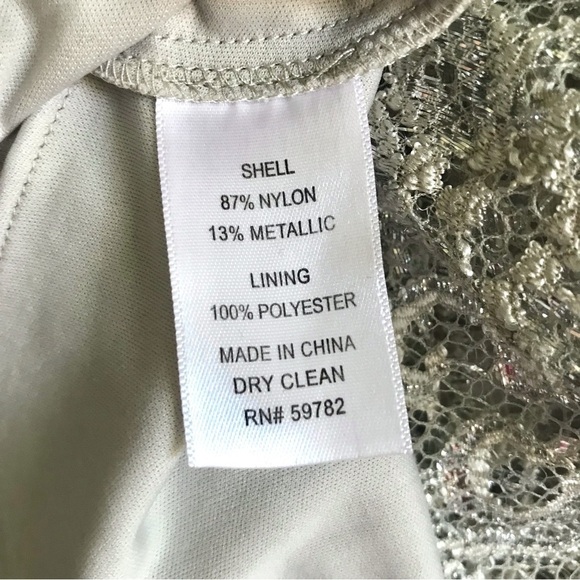 SHELL
87% NYLON
13% METALLIC
LINING
100% POLYESTER
MADE IN CHINA
DRY CLEAN
RN# 59782